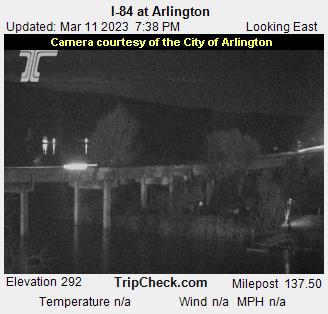 I-84 at Arlington
Updated: Mar 11 2023 7:38 PM Looking East
Camera courtesy of the City of Arlington
Elevation 292 TripCheck.com Milepost 137.50
Temperature n/a Wind n/a MPH n/a